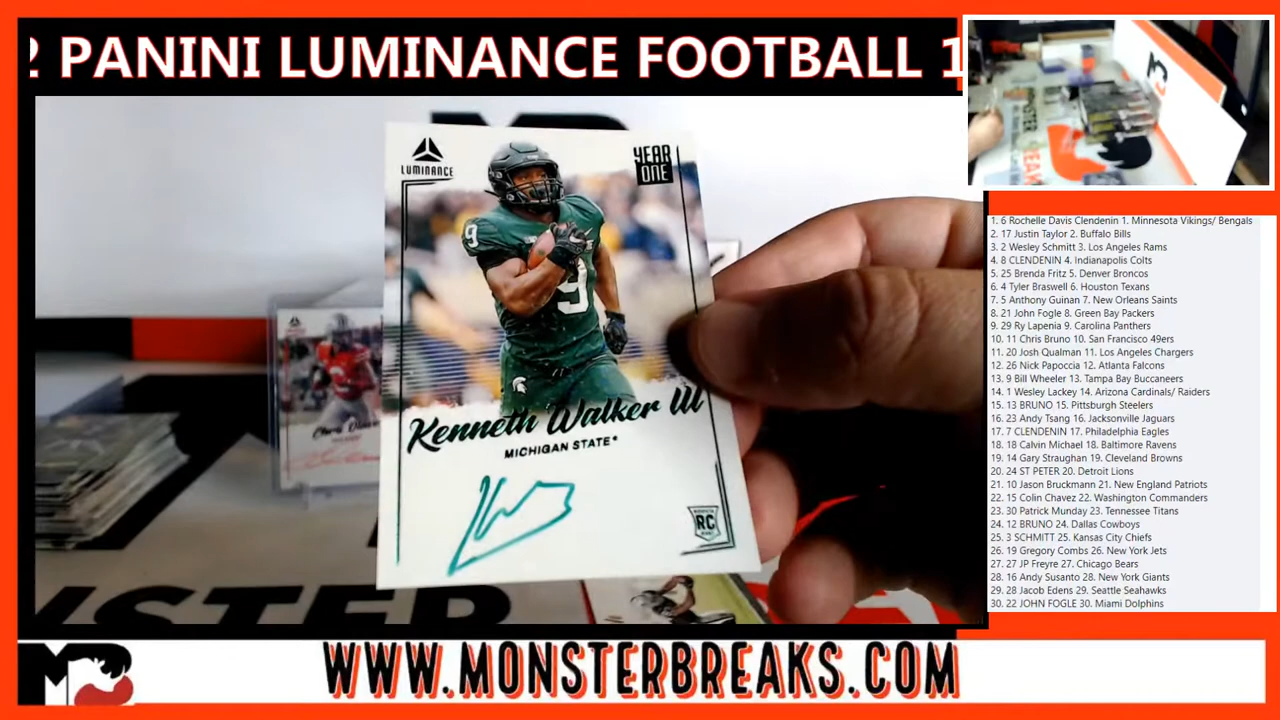 PANINI LUMINANCE FOOTBALL 1
LUMINANCE
YEAR
ONE
9
9
Kenneth Walker III
MICHIGAN STATE*
RC
STER
1. 6 Rochelle Davis Clendenin 1. Minnesota Vikings/ Bengals
2. 17 Justin Taylor 2. Buffalo Bills
3. 2 Wesley Schmitt 3. Los Angeles Rams
4. 8 CLENDENIN 4. Indianapolis Colts
5. 25 Brenda Fritz 5. Denver Broncos
6. 4 Tyler Braswell 6. Houston Texans
7. 5 Anthony Guinan 7. New Orleans Saints
8. 21 John Fogle 8. Green Bay Packers
9. 29 Ry Lapenia 9. Carolina Panthers
10. 11 Chris Bruno 10. San Francisco 49ers
11. 20 Josh Qualman 11. Los Angeles Chargers
12. 26 Nick Papoccia 12. Atlanta Falcons
13. 9 Bill Wheeler 13. Tampa Bay Buccaneers
14. 1 Wesley Lackey 14. Arizona Cardinals/ Raiders
15. 13 BRUNO 15. Pittsburgh Steelers
16. 23 Andy Tsang 16. Jacksonville Jaguars
17. 7 CLENDENIN 17. Philadelphia Eagles
18. 18 Calvin Michael 18. Baltimore Ravens
19. 14 Gary Straughan 19. Cleveland Browns
20. 24 ST PETER 20. Detroit Lions
21. 10 Jason Bruckmann 21. New England Patriots
22. 15 Colin Chavez 22. Washington Commanders
23. 30 Patrick Munday 23. Tennessee Titans
24. 12 BRUNO 24. Dallas Cowboys
25. 3 SCHMITT 25. Kansas City Chiefs
26. 19 Gregory Combs 26. New York Jets
27. 27 JP Freyre 27. Chicago Bears
28. 16 Andy Susanto 28. New York Giants
29. 28 Jacob Edens 29. Seattle Seahawks
30. 22 JOHN FOGLE 30. Miami Dolphins
WWW.MONSTERBREAKS.COM